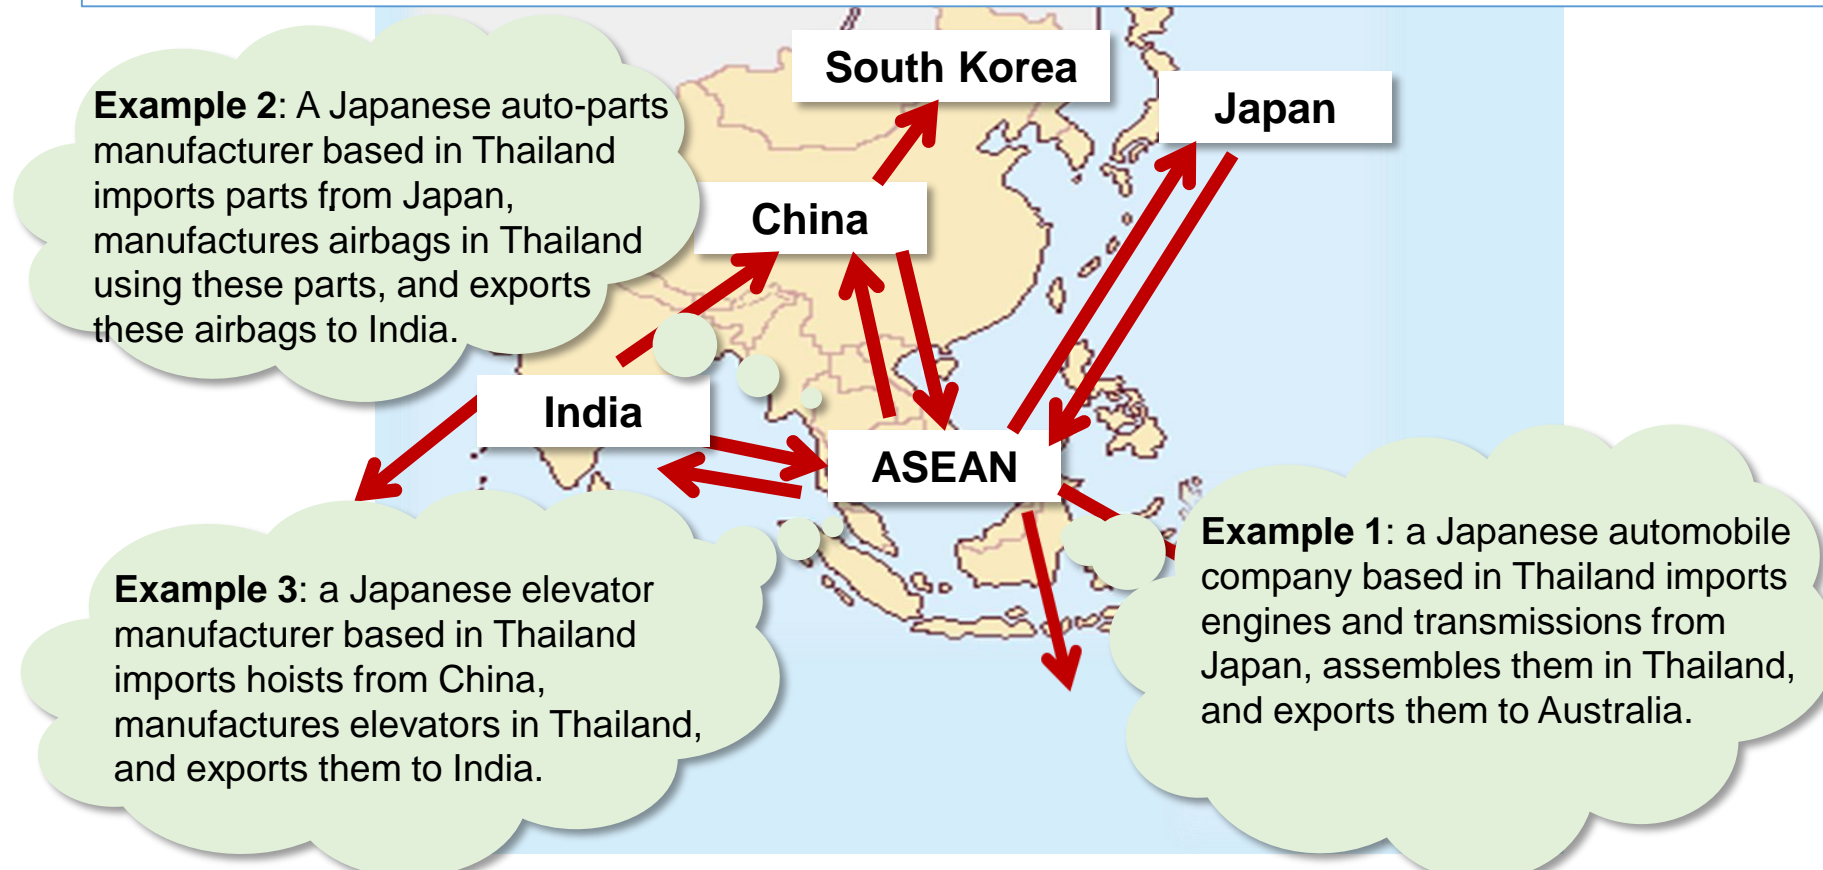 South Korea
Japan
Example 2: A Japanese auto-parts
manufacturer based in Thailand
imports parts from Japan,
manufactures airbags in Thailand
using these parts, and exports
these airbags to India.
China
India
ASEAN
Example 1: a Japanese automobile
company based in Thailand imports
engines and transmissions from
Japan, assembles them in Thailand,
and exports them to Australia.
Example 3: a Japanese elevator
manufacturer based in Thailand
imports hoists from China,
manufactures elevators in Thailand,
and exports them to India.